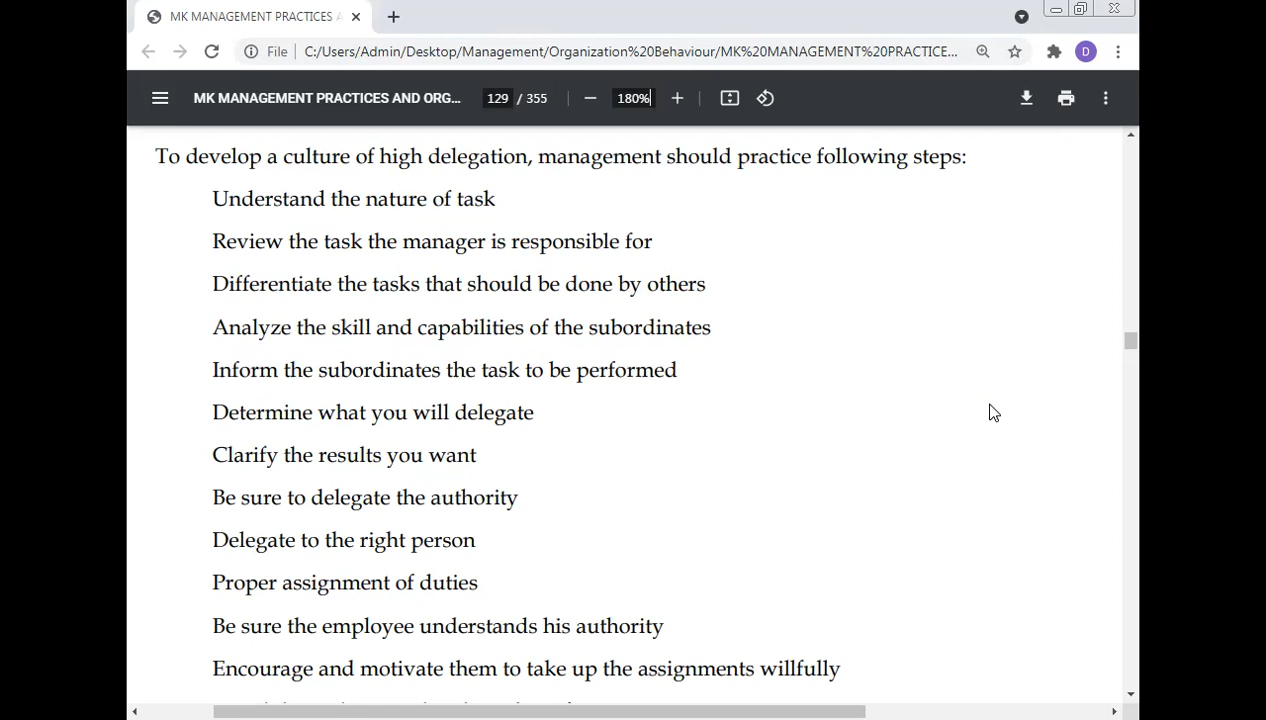 MK MANAGEMENT PRACTICES A
File
C:/Users/Admin/Desktop/Management/Organization%20Behaviour/MK%20MANAGEMENT%20PRACTICE...
D
MK MANAGEMENT PRACTICES AND ORG...
129 / 355
180%
To develop a culture of high delegation, management should practice following steps:
Understand the nature of task
Review the task the manager is responsible for
Differentiate the tasks that should be done by others
Analyze the skill and capabilities of the subordinates
Inform the subordinates the task to be performed
Determine what you will delegate
Clarify the results you want
Be sure to delegate the authority
Delegate to the right person
Proper assignment of duties
Be sure the employee understands his authority
Encourage and motivate them to take up the assignments willfully